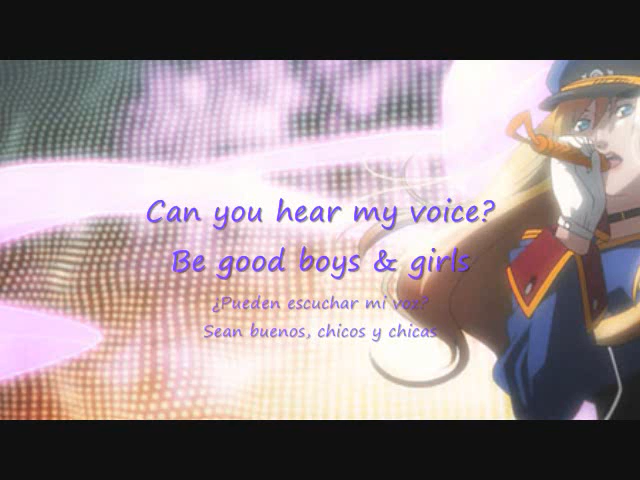 Can you hear my voice?
Be good boys & girls
¿Pueden escuchar mi voz?
Sean buenos, chicos y chicas